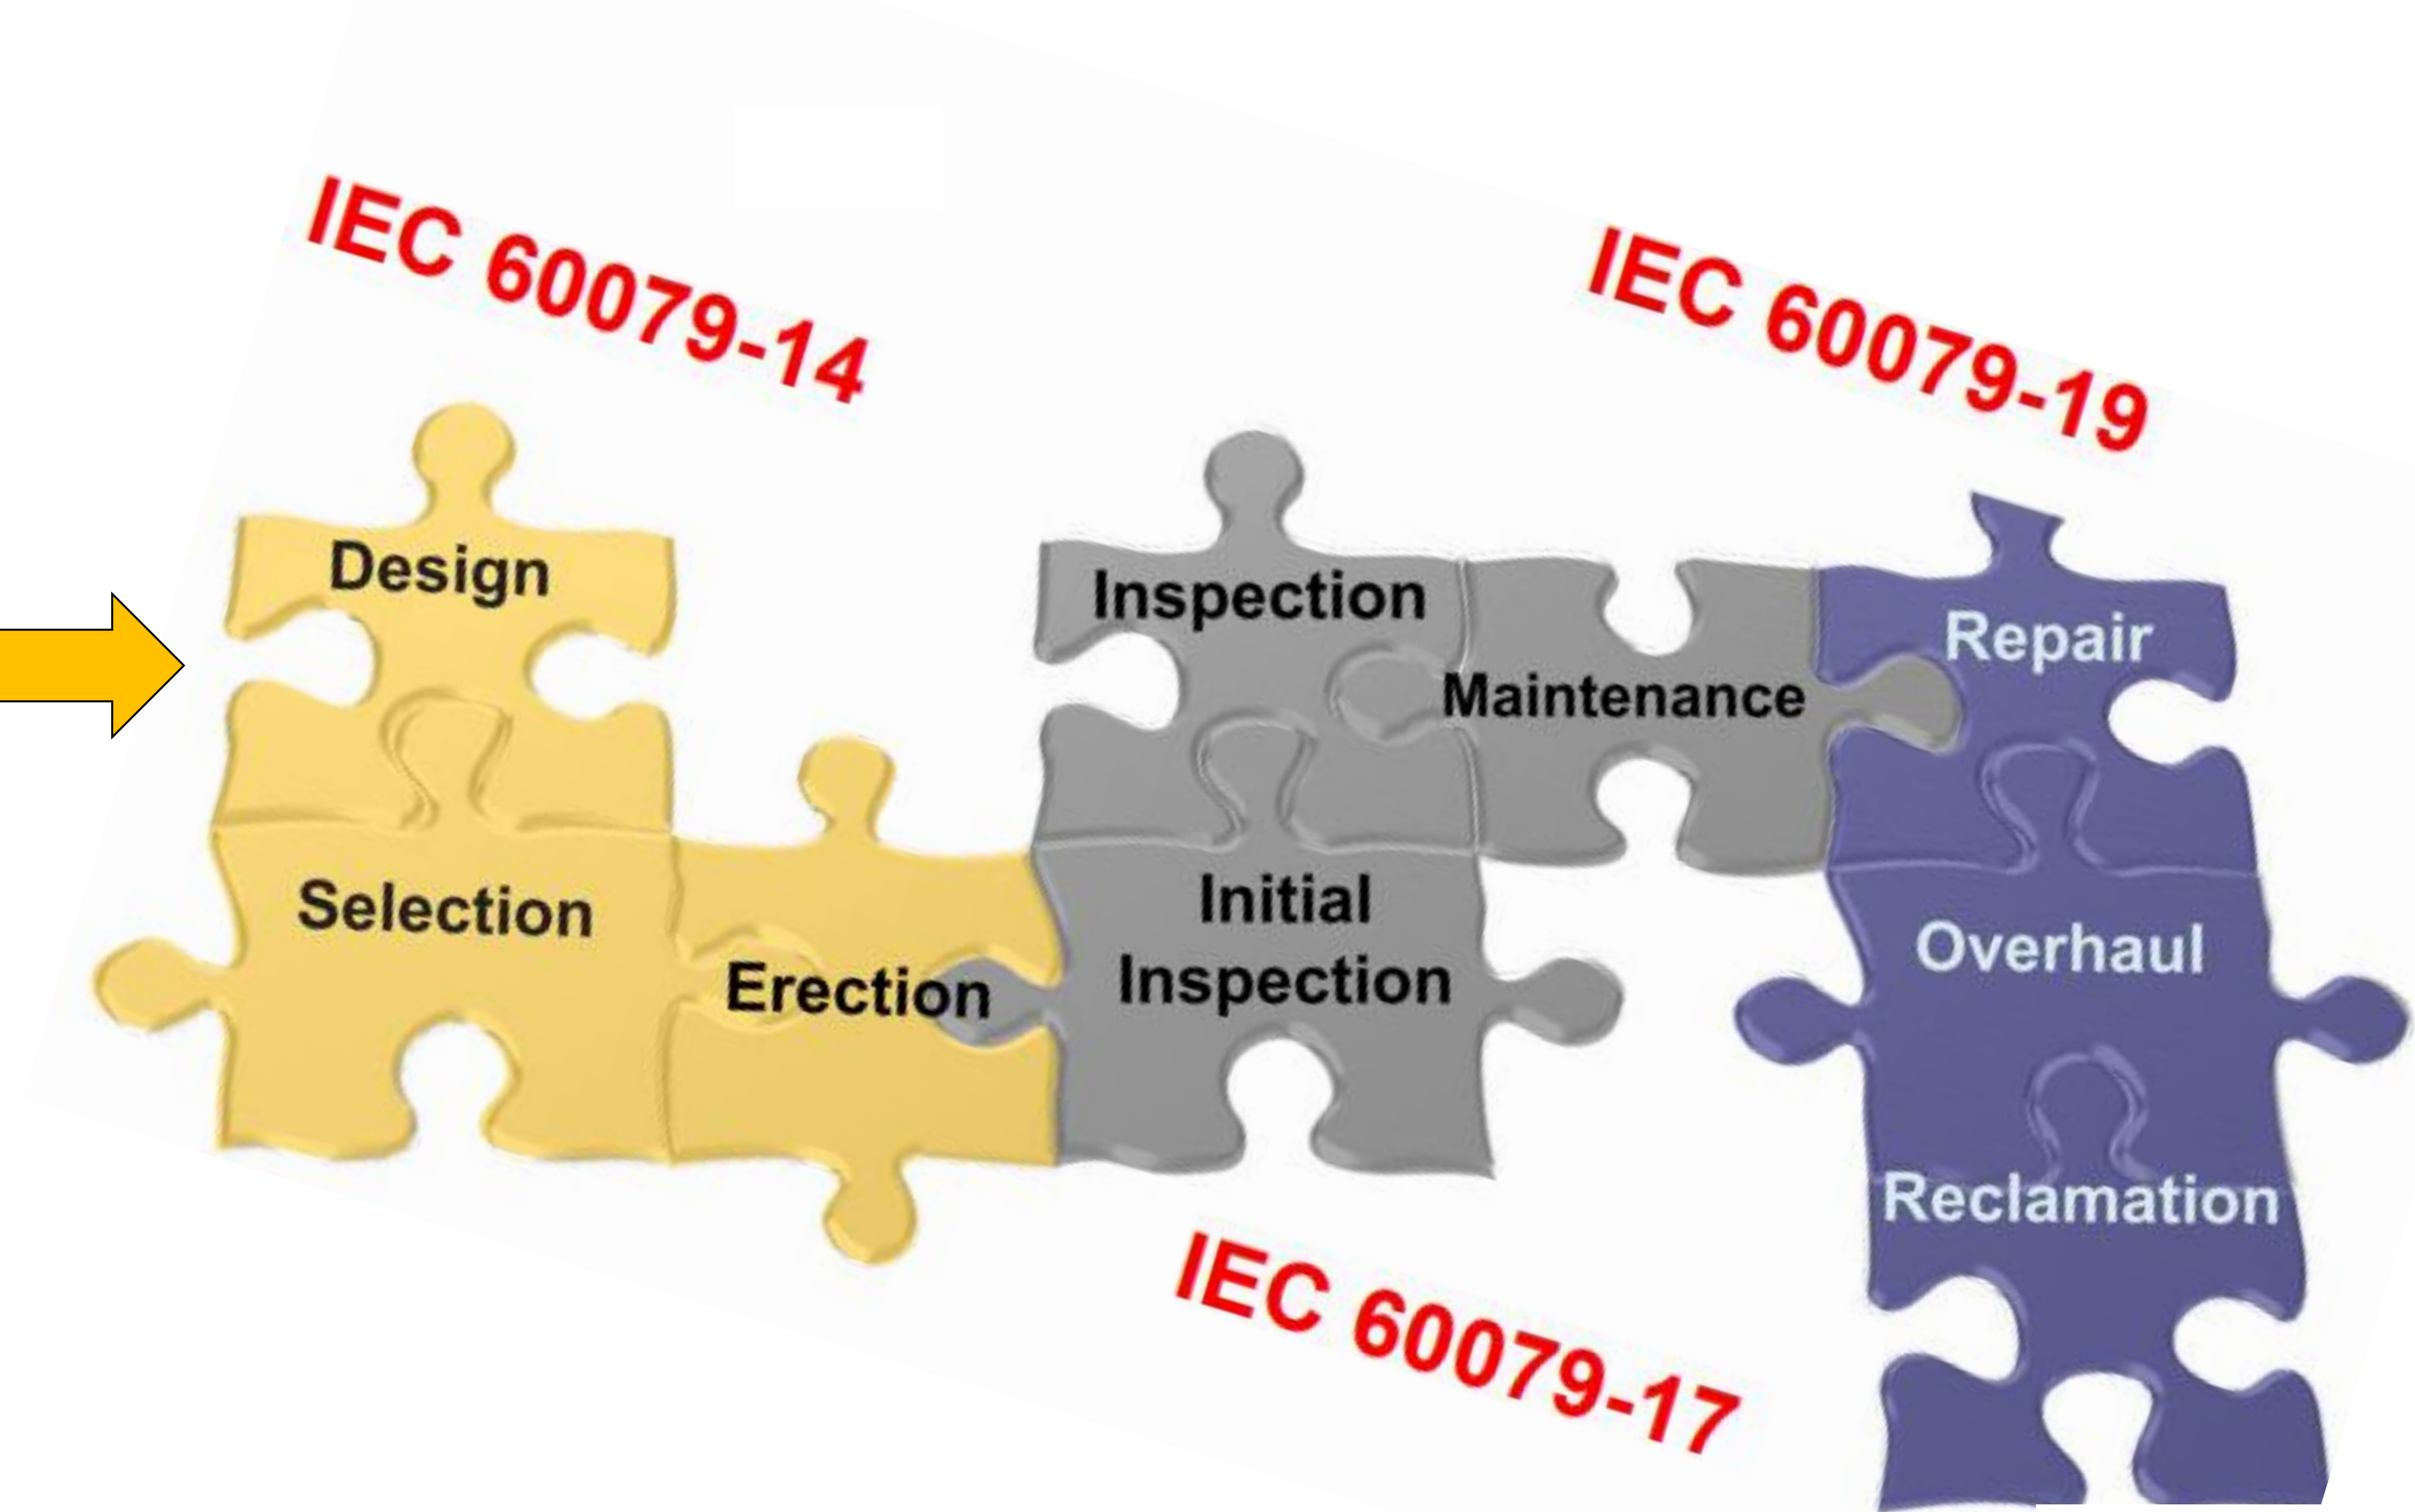 IEC 60079-14
IEC 60079-19
Design
Inspection
Repair
Maintenance
Selection
Erection
Initial
Inspection
Overhaul
Reclamation
IEC 60079-17